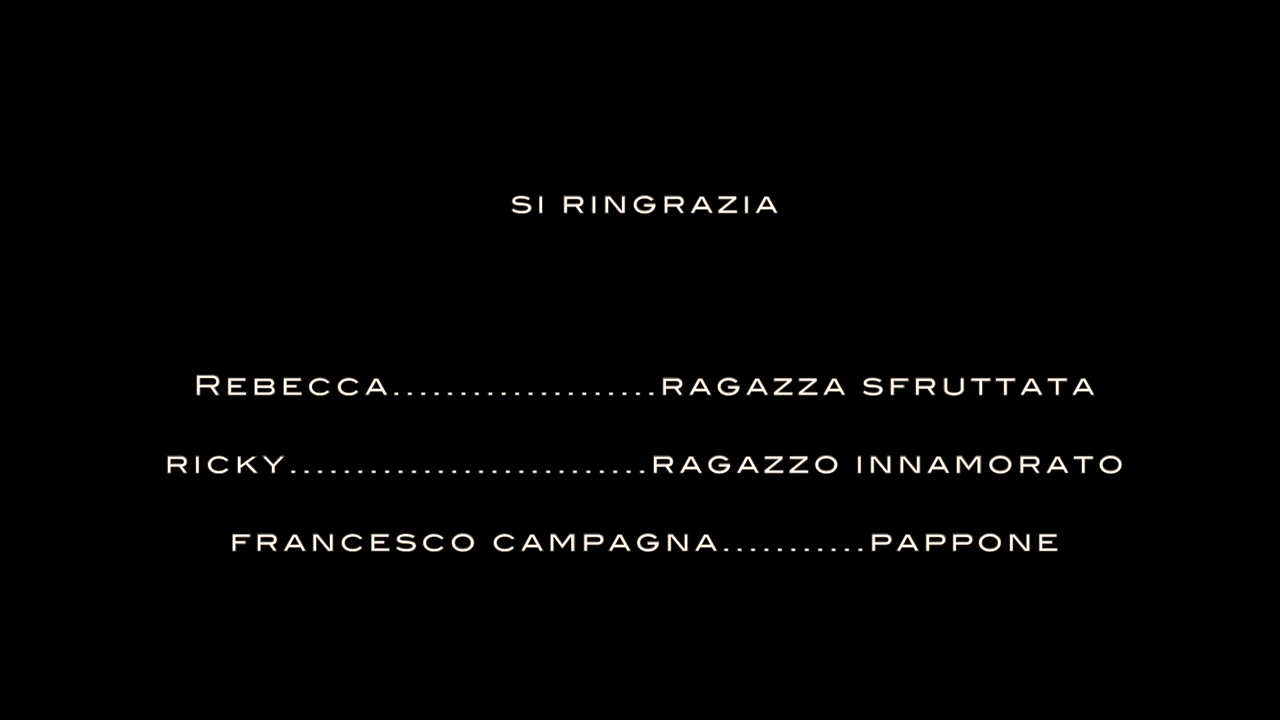 SI RINGRAZIA
REBECCA....................RAGAZZA SFRUTTATA
RICKY...........................RAGAZZO INNAMORATO
FRANCESCO CAMPAGNA...........PAPPONE